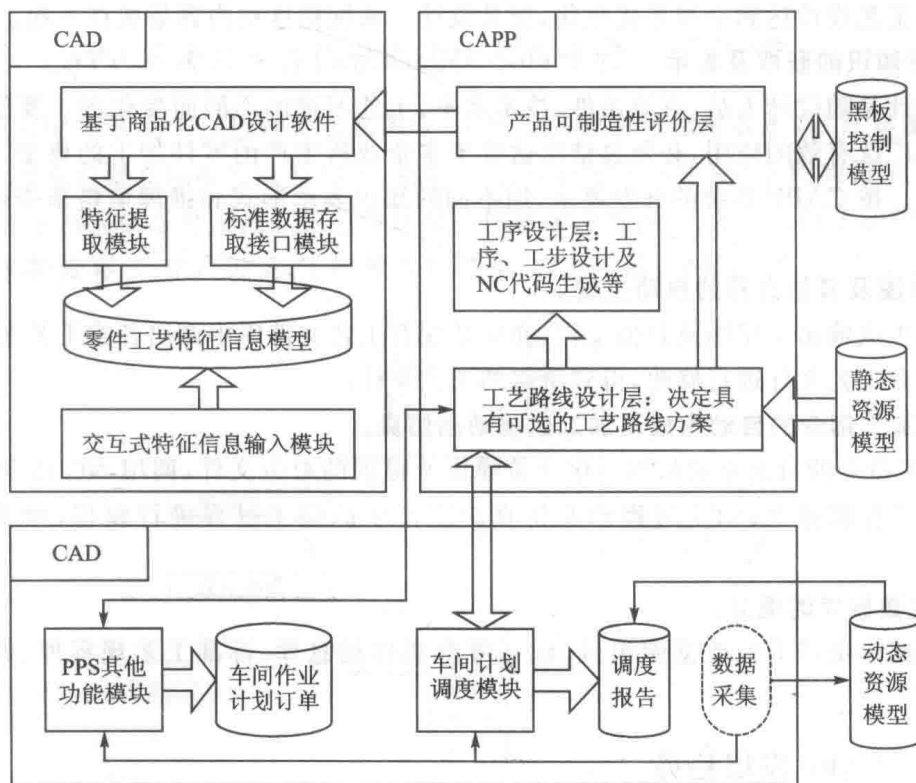 CAD
基于商品化CAD设计软件
特征提
取模块
标准数据存
取接口模块
零件工艺特征信息模型
交互式特征信息输入模块
CAPP
产品可制造性评价层
工序设计层：工
序、工步设计及
NC代码生成等
工艺路线设计层：决定具
有可选的工艺路线方案
黑板
控制模型
静态
资源
模型
CAD
PPS其他
功能模块
车间作业
计划订单
车间计划
调度模块
调度
报告
数据
采集
动态
资源
模型